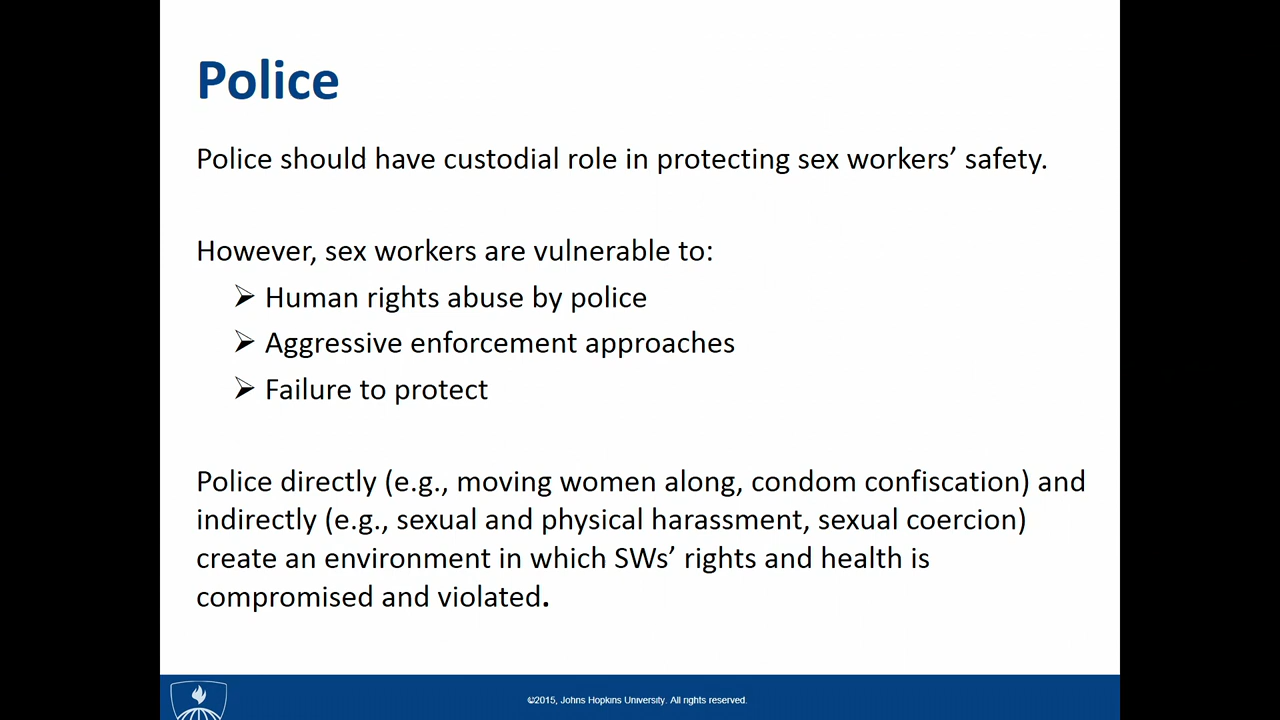 Police
Police should have custodial role in protecting sex workers’ safety.
However, sex workers are vulnerable to:
➢ Human rights abuse by police
➢ Aggressive enforcement approaches
➢ Failure to protect
Police directly (e.g., moving women along, condom confiscation) and
indirectly (e.g., sexual and physical harassment, sexual coercion)
create an environment in which SWs’ rights and health is
compromised and violated.
©2015, Johns Hopkins University. All rights reserved.